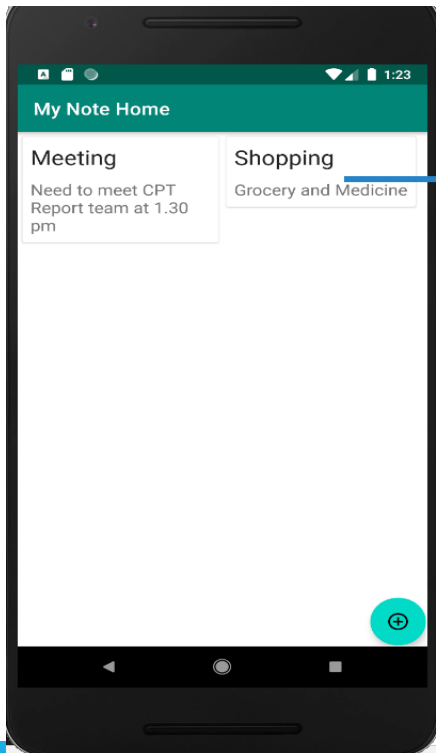 1:23
My Note Home
Meeting
Need to meet CPT
Report team at 1.30
pm
Shopping
Grocery and Medicine